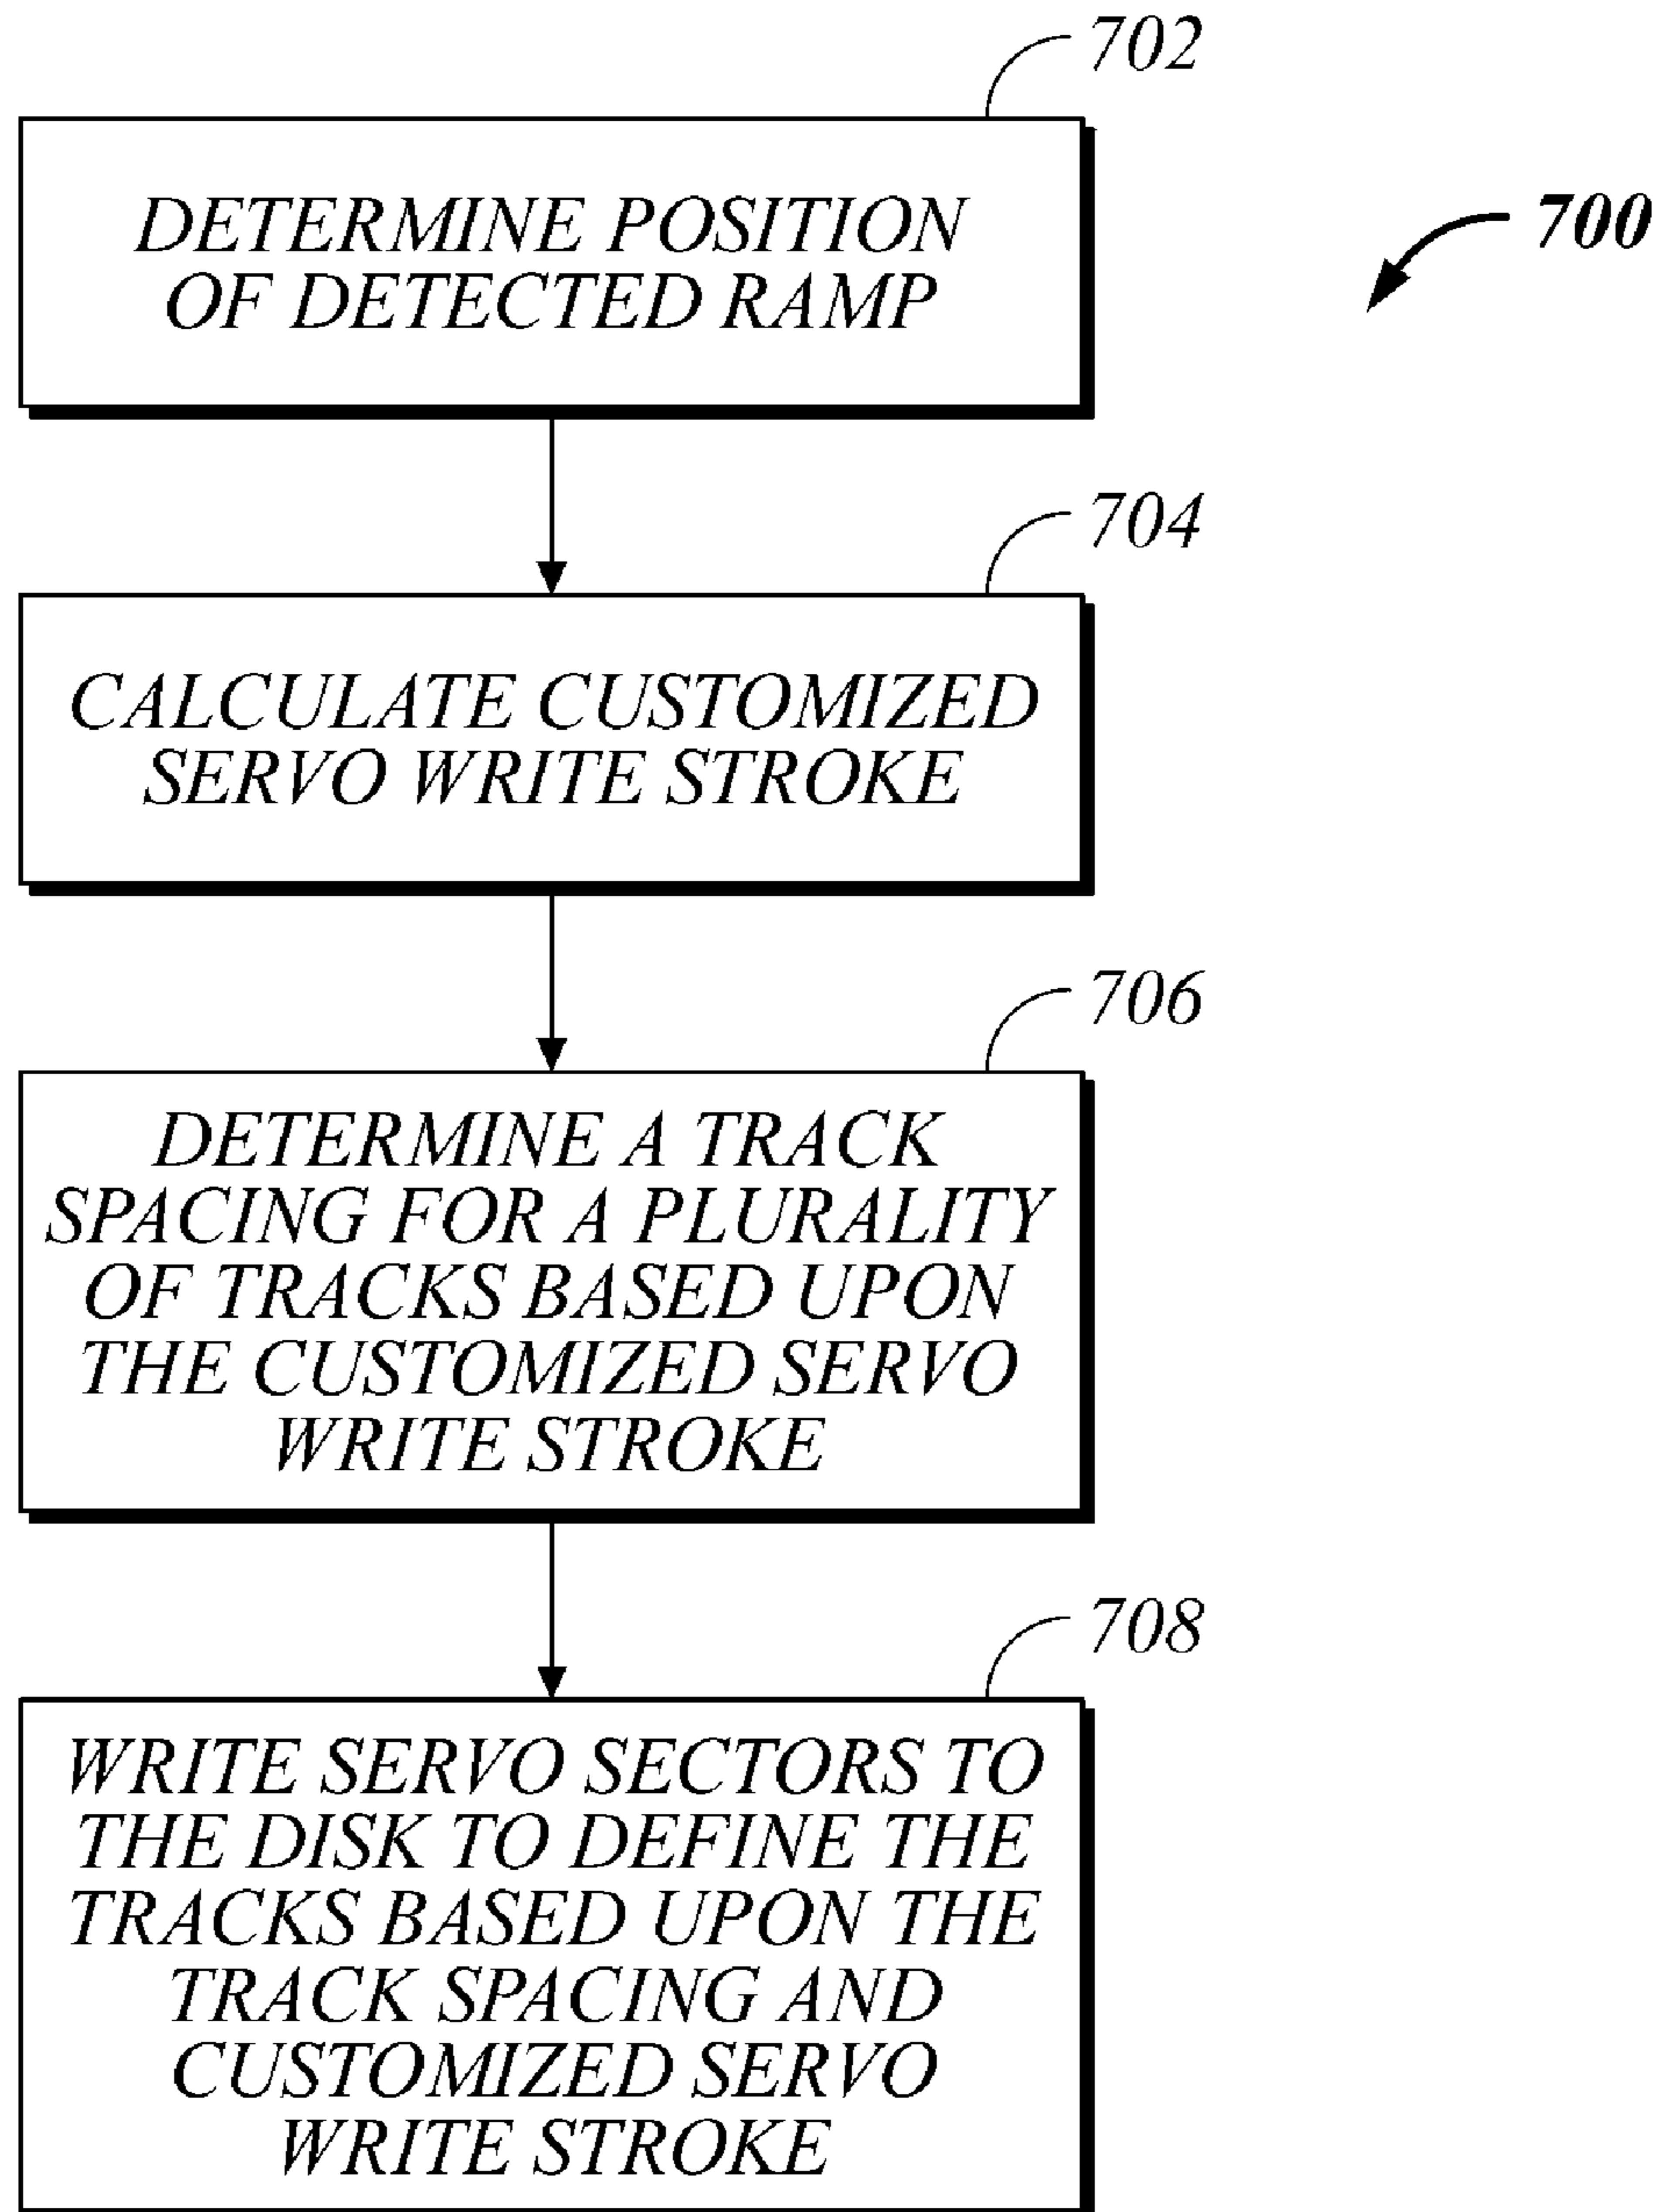 702
DETERMINE POSITION
OF DETECTED RAMP
700
704
CALCULATE CUSTOMIZED
SERVO WRITE STROKE
706
DETERMINE A TRACK
SPACING FOR A PLURALITY
OF TRACKS BASED UPON
THE CUSTOMIZED SERVO
WRITE STROKE
708
WRITE SERVO SECTORS TO
THE DISK TO DEFINE THE
TRACKS BASED UPON THE
TRACK SPACING AND
CUSTOMIZED SERVO
WRITE STROKE